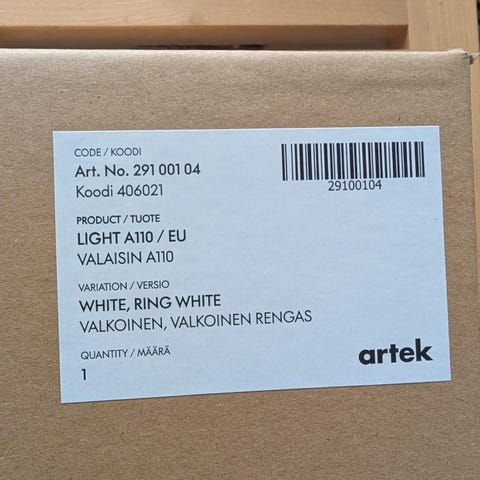 CODE / KOODI
Art. No. 291 001 04
Koodi 406021
29100104
PRODUCT / TUOTE
LIGHT A110 / EU
VALAISIN A110
VARIATION / VERSIO
WHITE, RING WHITE
VALKOINEN, VALKOINEN RENGAS
QUANTITY / MÄÄRÄ
1
artek